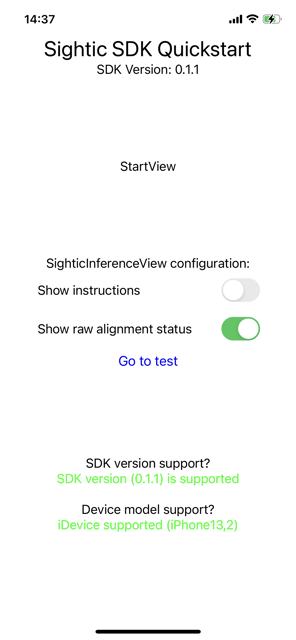 14:37
Sightic SDK Quickstart
SDK Version: 0.1.1
StartView
SighticInferenceView configuration:
Show instructions
Show raw alignment status
Go to test
SDK version support?
SDK version (0.1.1) is supported
Device model support?
iDevice supported (iPhone13,2)